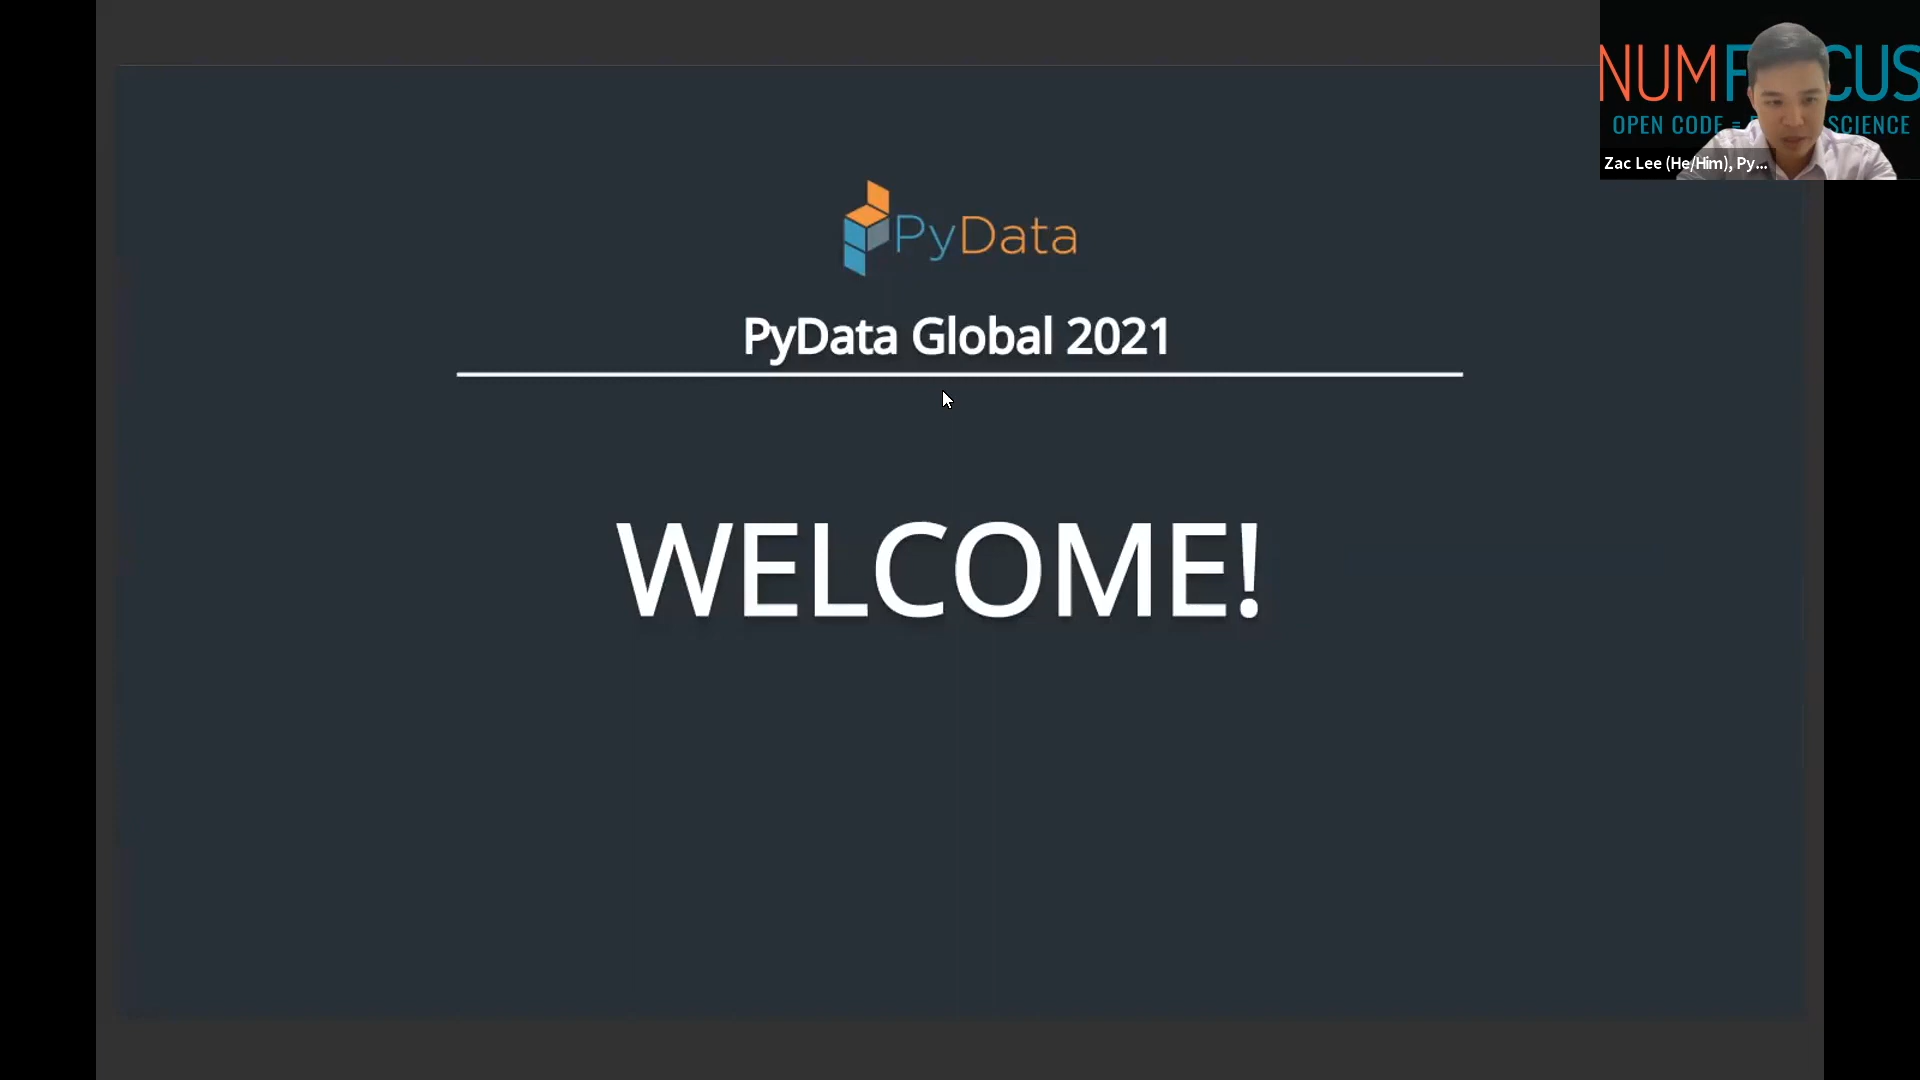 NUMF CUS
OPEN CODE = SCIENCE
Zac Lee (He/Him), Py...
PyData
PyData Global 2021
WELCOME!